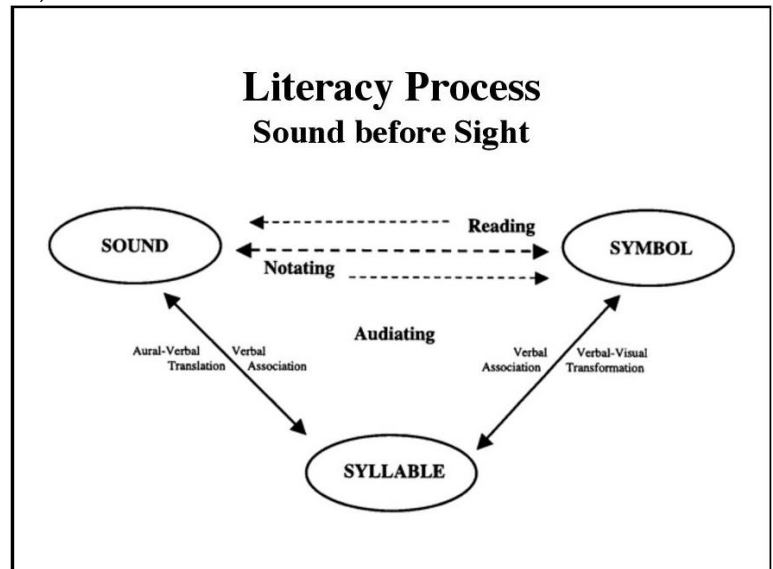 Literacy Process
Sound before Sight
Reading
SOUND
SYMBOL
Notating
Audiating
Aural-Verbal
Translation
Verbal
Association
Verbal
Association
Verbal-Visual
Transformation
SYLLABLE